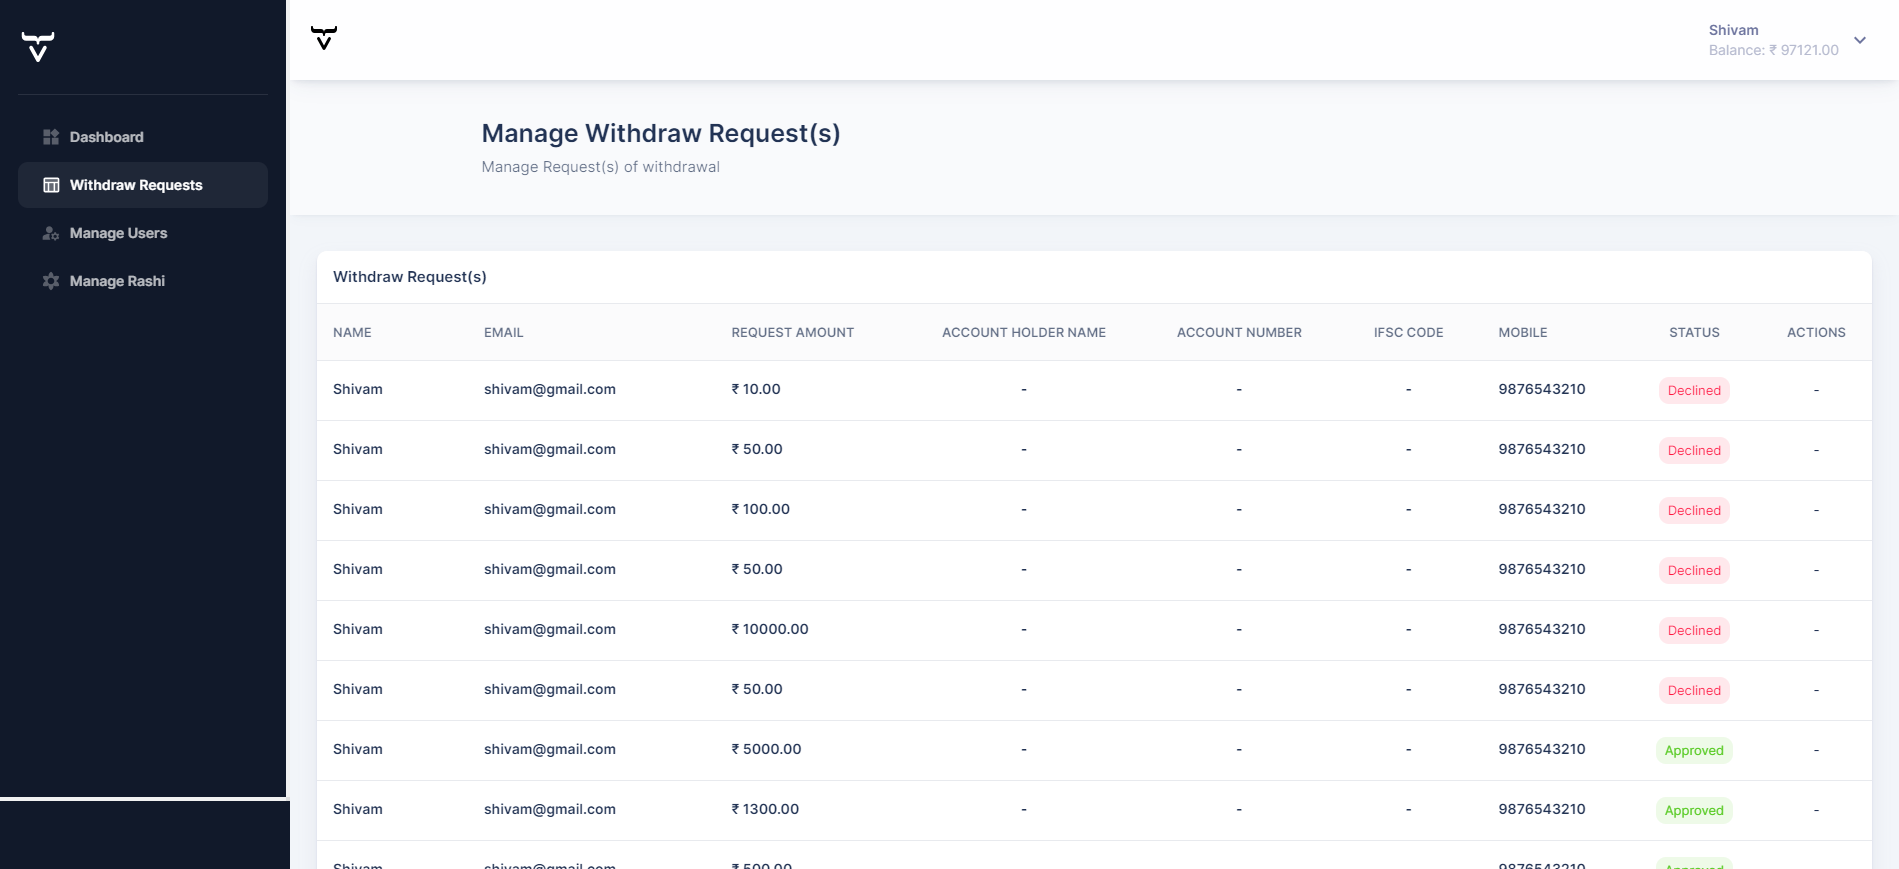 Shivam
Balance: ₹ 97121.00
Dashboard
Withdraw Requests
Manage Users
Manage Rashi
Manage Withdraw Request(s)
Manage Request(s) of withdrawal
Withdraw Request(s)
NAME EMAIL REQUEST AMOUNT ACCOUNT HOLDER NAME ACCOUNT NUMBER IFSC CODE MOBILE STATUS ACTIONS
Shivam shivam@gmail.com ₹ 10.00 - - - 9876543210 Declined -
Shivam shivam@gmail.com ₹ 50.00 - - - 9876543210 Declined -
Shivam shivam@gmail.com ₹ 100.00 - - - 9876543210 Declined -
Shivam shivam@gmail.com ₹ 50.00 - - - 9876543210 Declined -
Shivam shivam@gmail.com ₹ 10000.00 - - - 9876543210 Declined -
Shivam shivam@gmail.com ₹ 50.00 - - - 9876543210 Declined -
Shivam shivam@gmail.com ₹ 5000.00 - - - 9876543210 Approved -
Shivam shivam@gmail.com ₹ 1300.00 - - - 9876543210 Approved -
Shivam shivam@gmail.com ₹ 500.00 9876543210 Approved